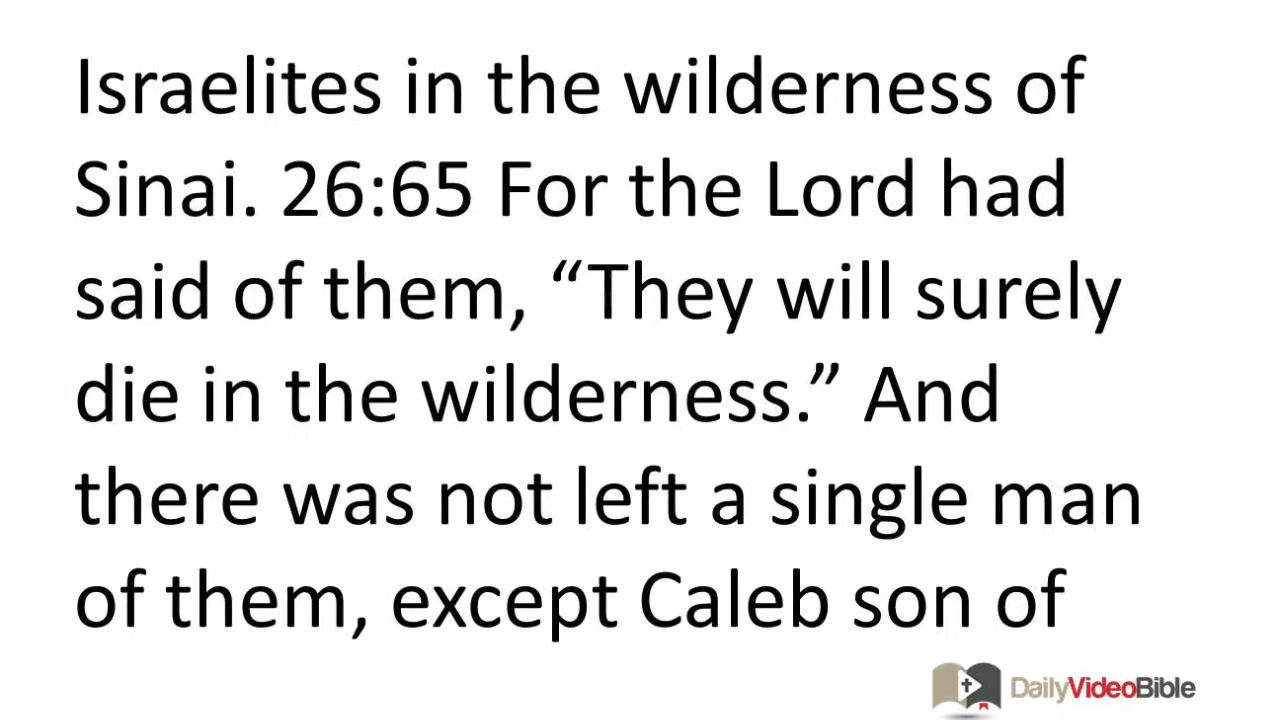 Israelites in the wilderness of
Sinai. 26:65 For the Lord had
said of them, “They will surely
die in the wilderness.” And
there was not left a single man
of them, except Caleb son of
DailyVideoBible